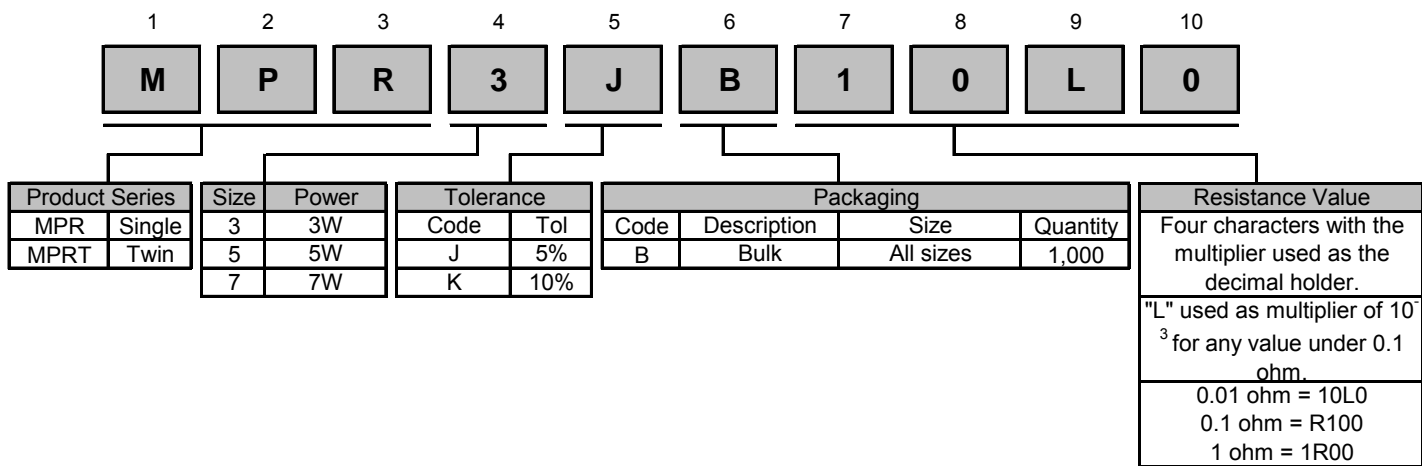 1 2 3 4 5 6 7 8 9 10
M P R 3 J B 1 0 L 0
Product Series
MPR Single
MPRT Twin
Size Power
3 3W
5 5W
7 7W
Tolerance
Code Tol
J 5%
K 10%
Packaging
Code Description Size Quantity
B Bulk All sizes 1,000
Resistance Value
Four characters with the
multiplier used as the
decimal holder.
"L" used as multiplier of 10-
3 for any value under 0.1
ohm.
0.01 ohm = 10L0
0.1 ohm = R100
1 ohm = 1R00